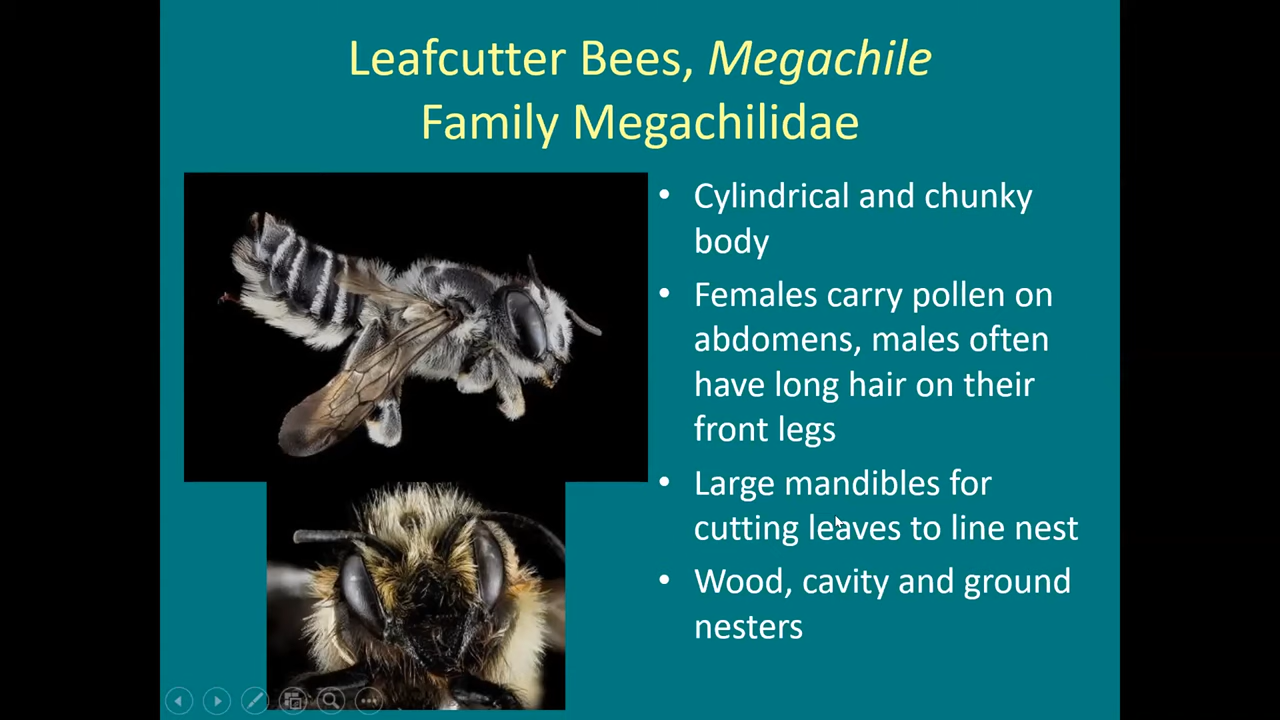 Leafcutter Bees, Megachile
Family Megachilidae
• Cylindrical and chunky
body
• Females carry pollen on
abdomens, males often
have long hair on their
front legs
• Large mandibles for
cutting leaves to line nest
• Wood, cavity and ground
nesters